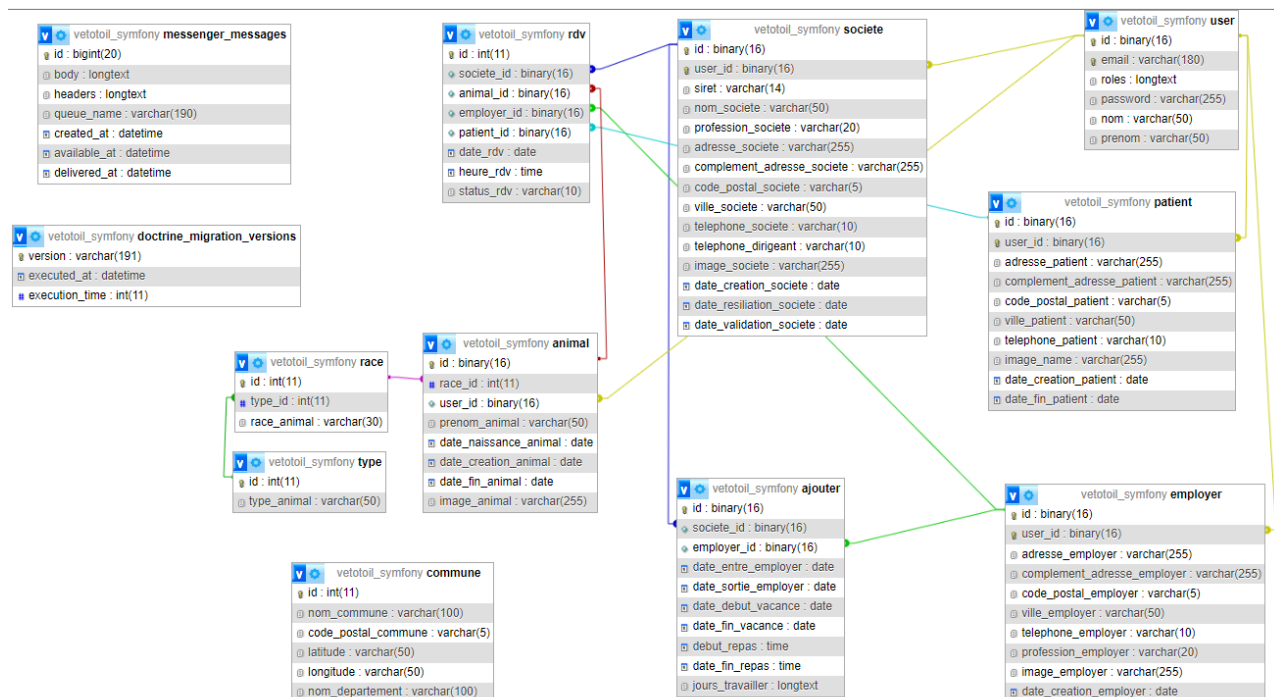 vetotoil_symfony messenger_messages
id : bigint(20)
body : longtext
headers : longtext
queue_name : varchar(190)
created_at : datetime
available_at : datetime
delivered_at : datetime
vetotoil_symfony rdv
id : int(11)
societe_id : binary(16)
animal_id : binary(16)
employer_id : binary(16)
patient_id : binary(16)
date_rdv : date
heure_rdv : time
status_rdv : varchar(10)
vetotoil_symfony societe
id : binary(16)
user_id : binary(16)
siret : varchar(14)
nom_societe : varchar(50)
profession_societe : varchar(20)
adresse_societe : varchar(255)
complement_adresse_societe : varchar(255)
code_postal_societe : varchar(5)
ville_societe : varchar(50)
telephone_societe : varchar(10)
telephone_dirigeant : varchar(10)
image_societe : varchar(255)
date_creation_societe : date
date_resiliation_societe : date
date_validation_societe : date
vetotoil_symfony user
id : binary(16)
email : varchar(180)
roles : longtext
password : varchar(255)
nom : varchar(50)
prenom : varchar(50)
vetotoil_symfony patient
id : binary(16)
user_id : binary(16)
adresse_patient : varchar(255)
complement_adresse_patient : varchar(255)
code_postal_patient : varchar(5)
ville_patient : varchar(50)
telephone_patient : varchar(10)
image_name : varchar(255)
date_creation_patient : date
date_fin_patient : date
vetotoil_symfony doctrine_migration_versions
version : varchar(191)
executed_at : datetime
execution_time : int(11)
vetotoil_symfony race
id : int(11)
type_id : int(11)
race_animal : varchar(30)
vetotoil_symfony animal
id : binary(16)
race_id : int(11)
user_id : binary(16)
prenom_animal : varchar(50)
date_naissance_animal : date
date_creation_animal : date
date_fin_animal : date
image_animal : varchar(255)
vetotoil_symfony type
id : int(11)
type_animal : varchar(50)
vetotoil_symfony ajouter
id : binary(16)
societe_id : binary(16)
employer_id : binary(16)
date_entre_employer : date
date_sortie_employer : date
date_debut_vacance : date
date_fin_vacance : date
debut_repas : time
date_fin_repas : time
jours_travailler : longtext
vetotoil_symfony employer
id : binary(16)
user_id : binary(16)
adresse_employer : varchar(255)
complement_adresse_employer : varchar(255)
code_postal_employer : varchar(5)
ville_employer : varchar(50)
telephone_employer : varchar(10)
profession_employer : varchar(20)
image_employer : varchar(255)
date_creation_employer : date
vetotoil_symfony commune
id : int(11)
nom_commune : varchar(100)
code_postal_commune : varchar(5)
latitude : varchar(50)
longitude : varchar(50)
nom_departement : varchar(100)